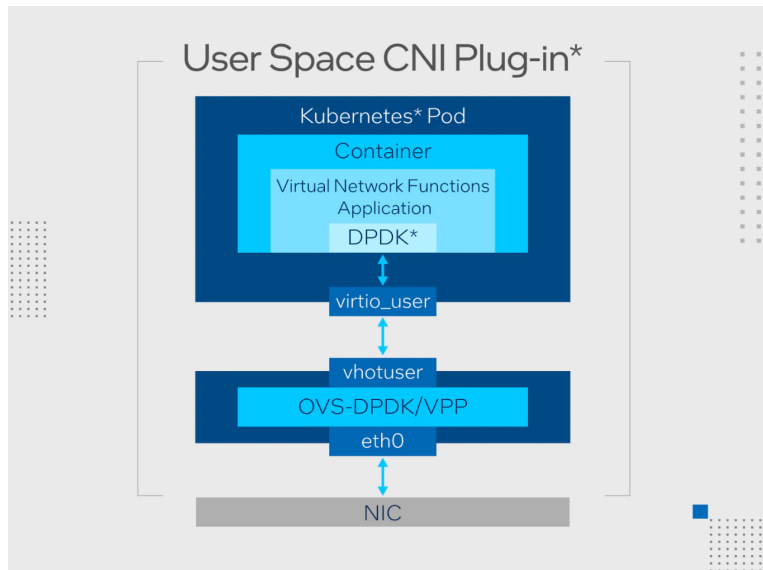 User Space CNI Plug-in*
Kubernetes* Pod
Container
Virtual Network Functions
Application
DPDK*
virtio_user
vhotuser
OVS-DPDK/VPP
eth0
NIC